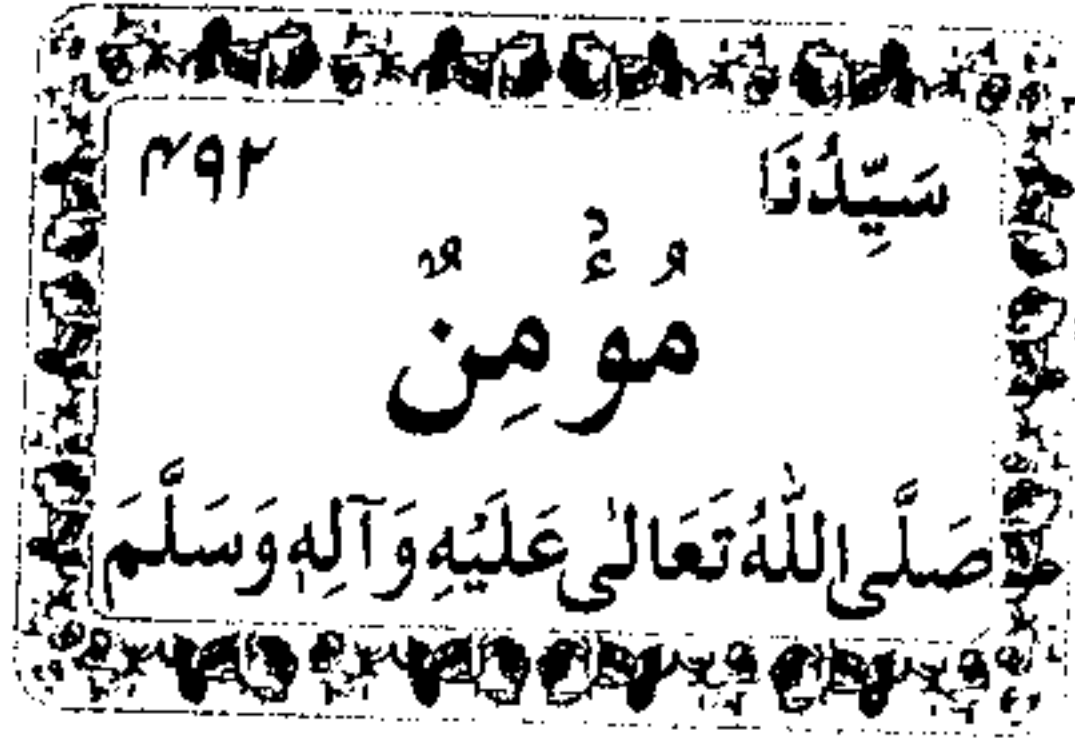 سَيِّدُنَا ۴۹۲
مُؤْمِنٌ
صَلَّى اللّٰهُ تَعَالٰى عَلَيْهِ وَآلِهٖ وَسَلَّمَ